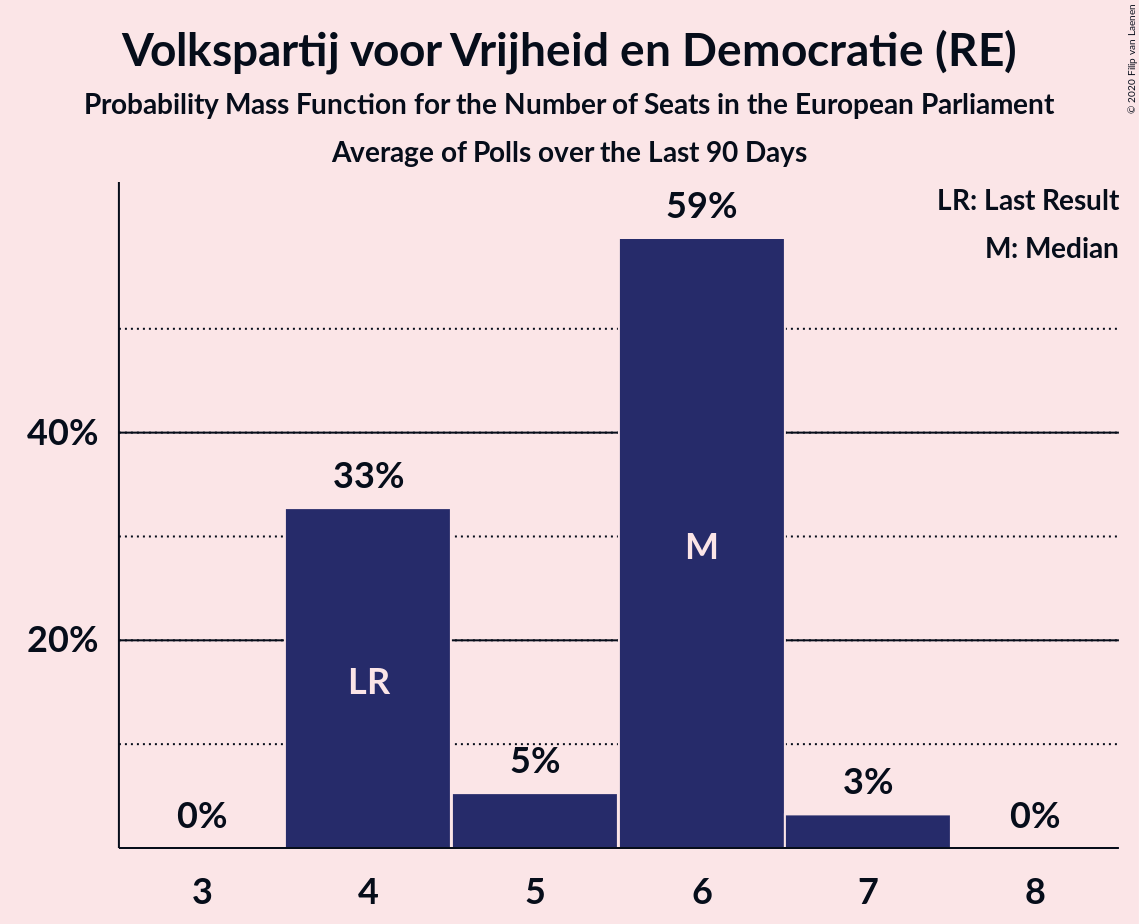 Volkspartij voor Vrijheid en Democratie (RE)
Probability Mass Function for the Number of Seats in the European Parliament
Average of Polls over the Last 90 Days
© 2020 Filip van Laenen
LR: Last Result
M: Median
59%
40%
33%
M
20%
LR
5%
3%
0%
0%
3 4 5 6 7 8